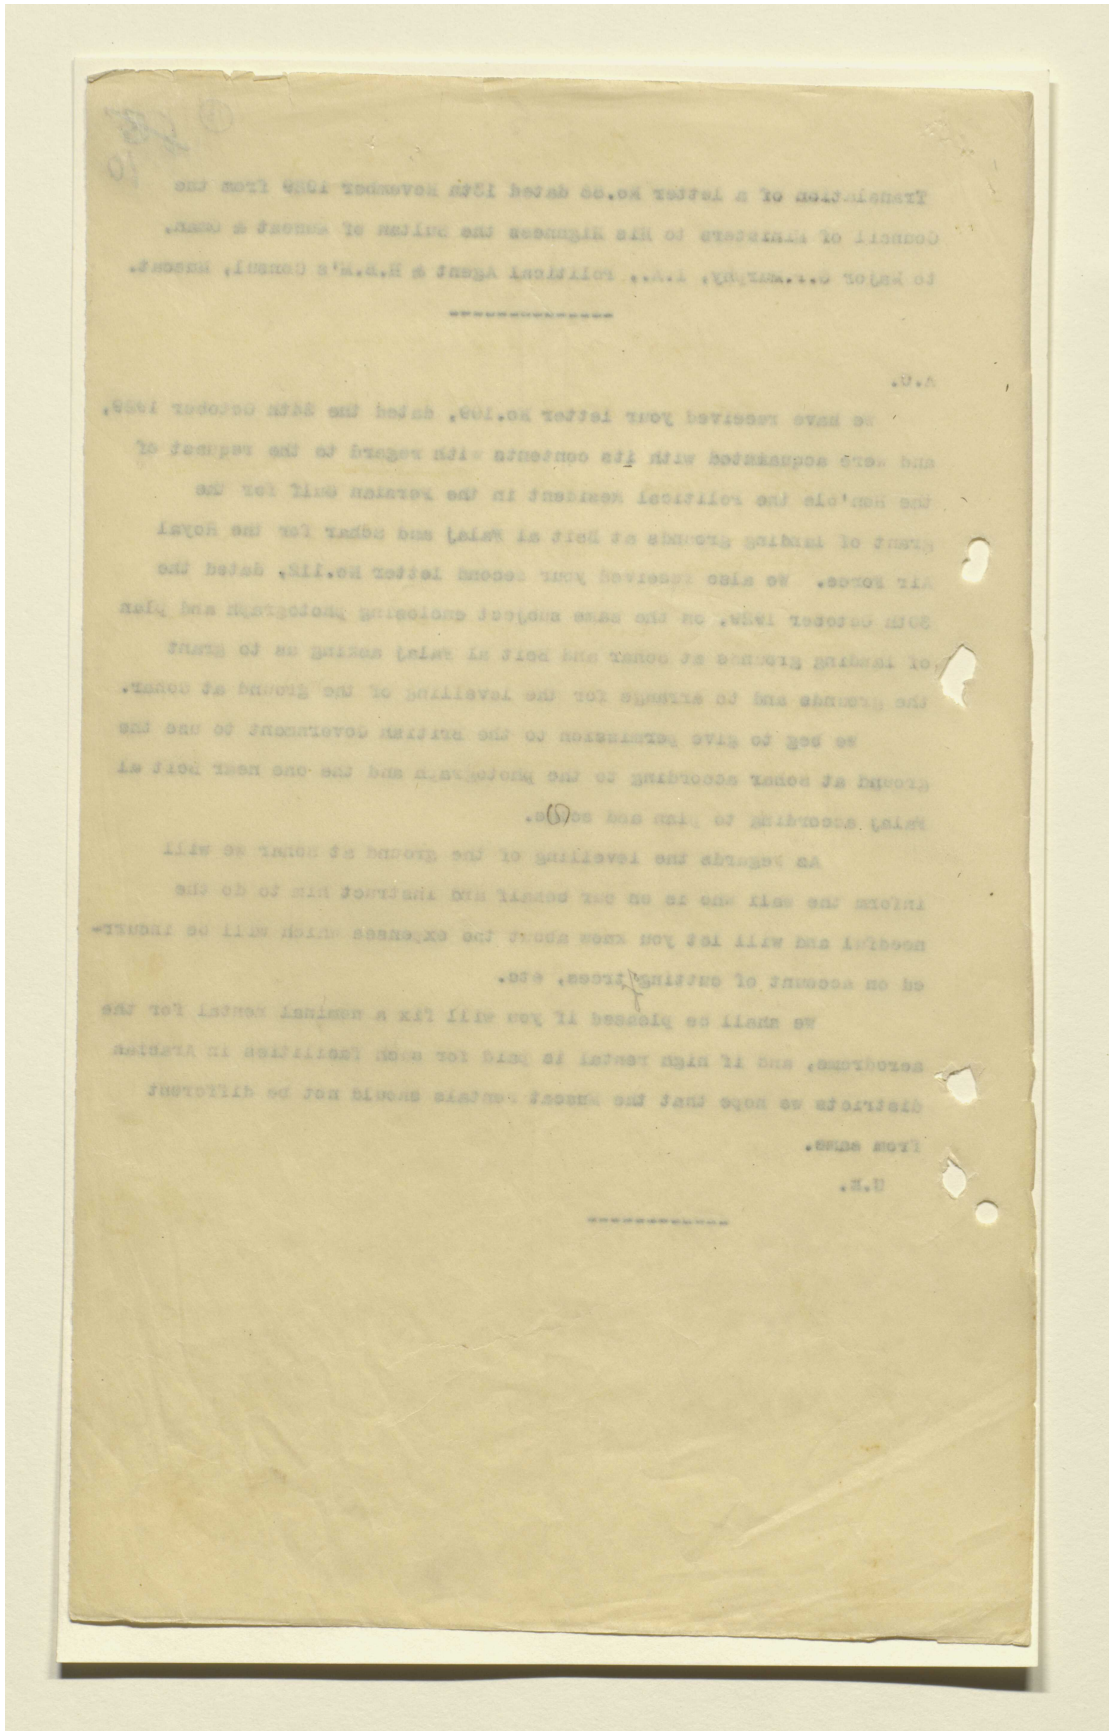 Translation of a letter No. dated 13th November 1929 from the
Council of Ministers to His Highness the Sultan of Muscat & Oman,
to Major G.P.Murphy, I.A., Political Agent & H.B.M's Consul, Muscat.
--------------
A.C.
We have received your letter No.109, dated the 24th October 1929,
and were acquainted with its contents with regard to the request of
the Hon'ble the Political Resident in the Persian Gulf for the
grant of landing grounds at Beit al Falaj and Sohar for the Royal
Air Force. We also received your second letter No.112, dated the
30th October 1929, on the same subject enclosing photograph and plan
of landing grounds at Sohar and Beit al Falaj asking us to grant
the grounds and to arrange for the levelling of the ground at Sohar.
We beg to give permission to the British Government to use the
ground at Sohar according to the photograph and the one near Beit al
Falaj according to plan and
As regards the levelling of the ground at Sohar we will
inform the Wali who is on our behalf and instruct him to do the
needful and will let you know about the expenses which will be incurr-
ed on account of cutting trees, etc.
We shall be pleased if you will fix a nominal rental for the
aerodrome, and if high rental is paid for such facilities in Arabian
districts we hope that the Muscat rentals should not be different
from same.
U.E.
------------